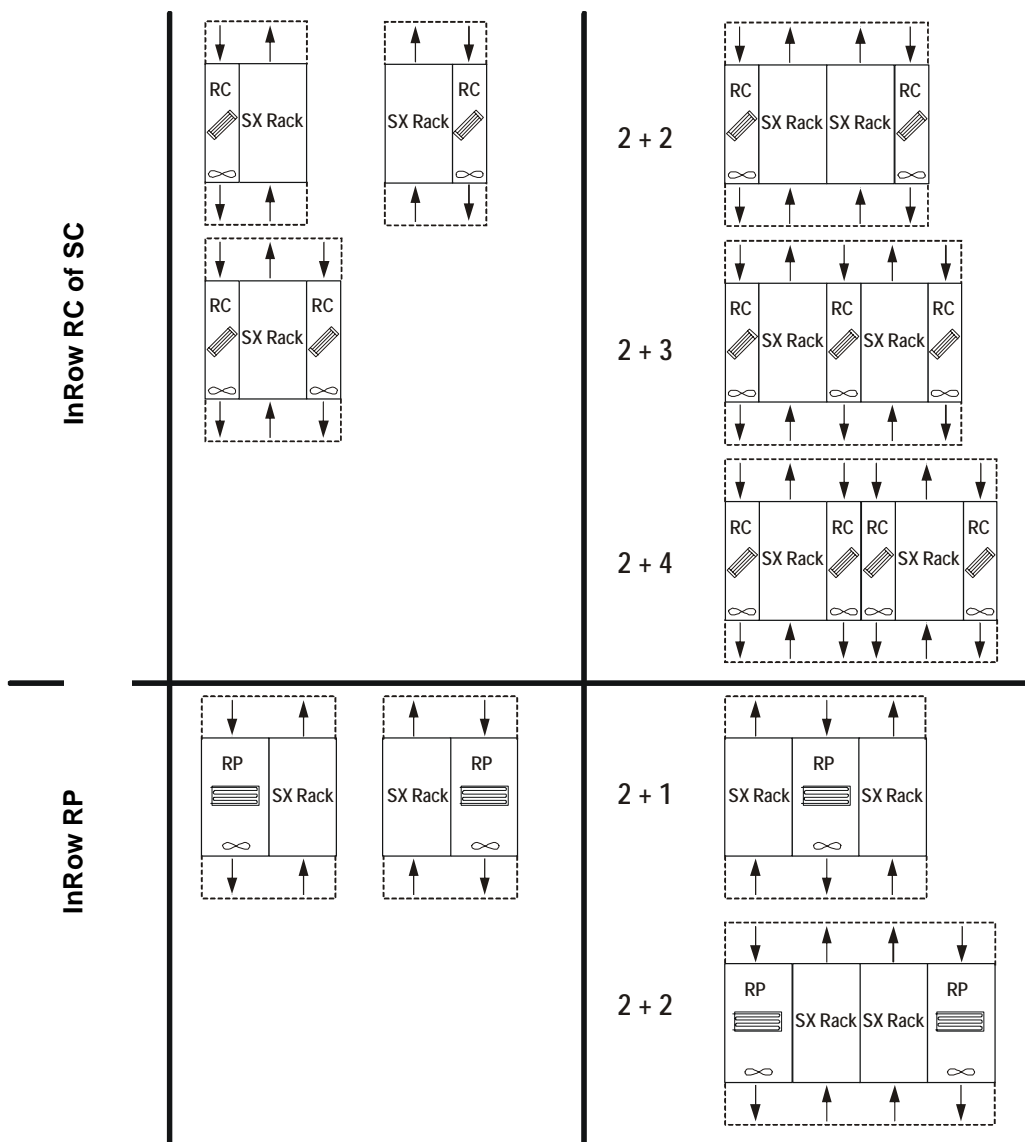 InRow RC of SC
RC
SX Rack
SX Rack
RC
RC
SX Rack
RC
2 + 2
RC
SX Rack
SX Rack
RC
2 + 3
RC
SX Rack
RC
SX Rack
RC
2 + 4
RC
SX Rack
RC
RC
SX Rack
RC
InRow RP
RP
SX Rack
SX Rack
RP
2 + 1
SX Rack
RP
SX Rack
2 + 2
RP
SX Rack
SX Rack
RP